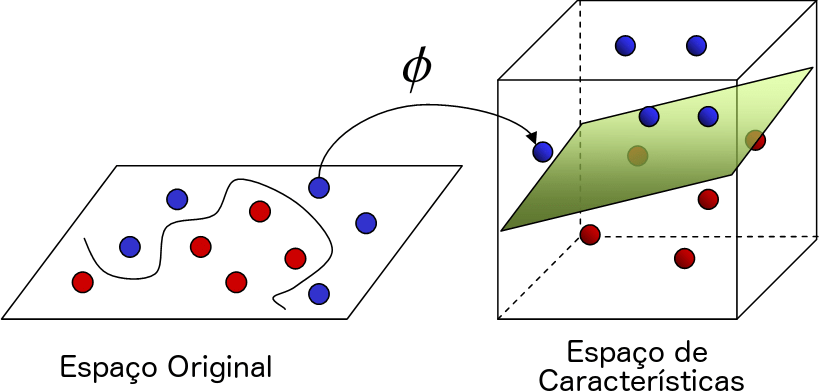 ϕ
Espaço Original
Espaço de
Características